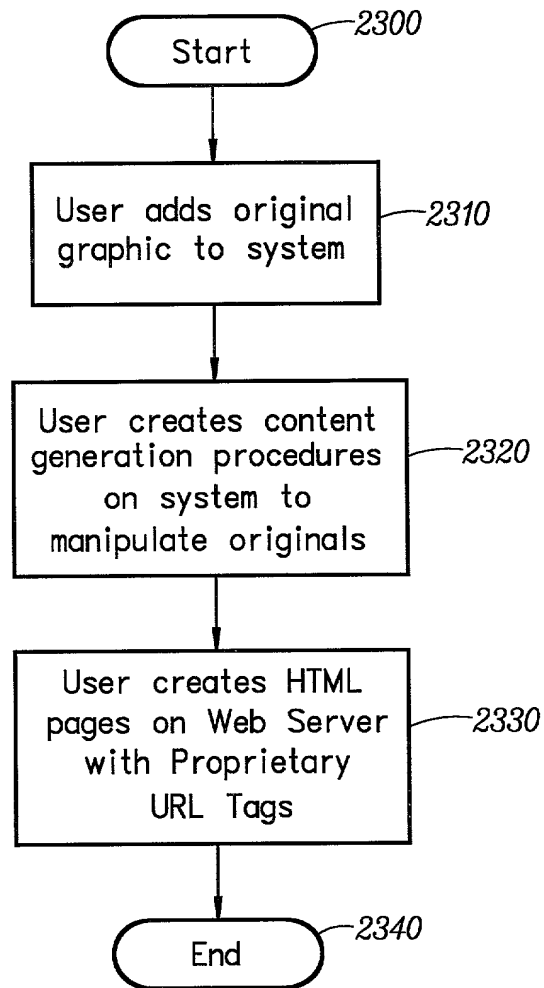 Start
2300
User adds original
graphic to system
2310
User creates content
generation procedures
on system to
manipulate originals
2320
User creates HTML
pages on Web Server
with Proprietary
URL Tags
2330
End
2340